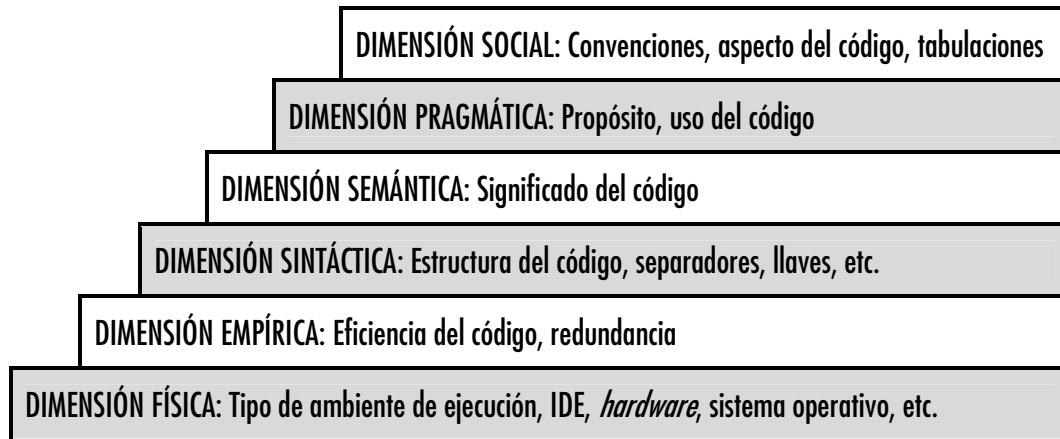 DIMENSIÓN SOCIAL: Convenciones, aspecto del código, tabulaciones
DIMENSIÓN PRAGMÁTICA: Propósito, uso del código
DIMENSIÓN SEMÁNTICA: Significado del código
DIMENSIÓN SINTÁCTICA: Estructura del código, separadores, llaves, etc.
DIMENSIÓN EMPÍRICA: Eficiencia del código, redundancia
DIMENSIÓN FÍSICA: Tipo de ambiente de ejecución, IDE, hardware, sistema operativo, etc.